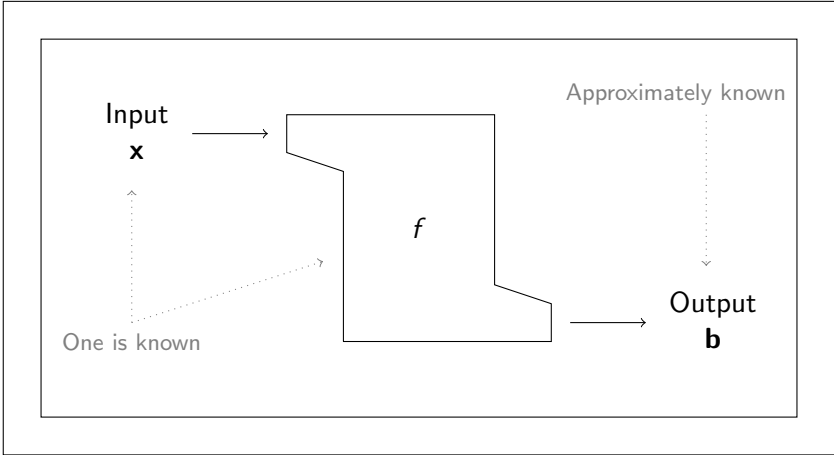 Approximately known
Input
x
f
Output
b
One is known